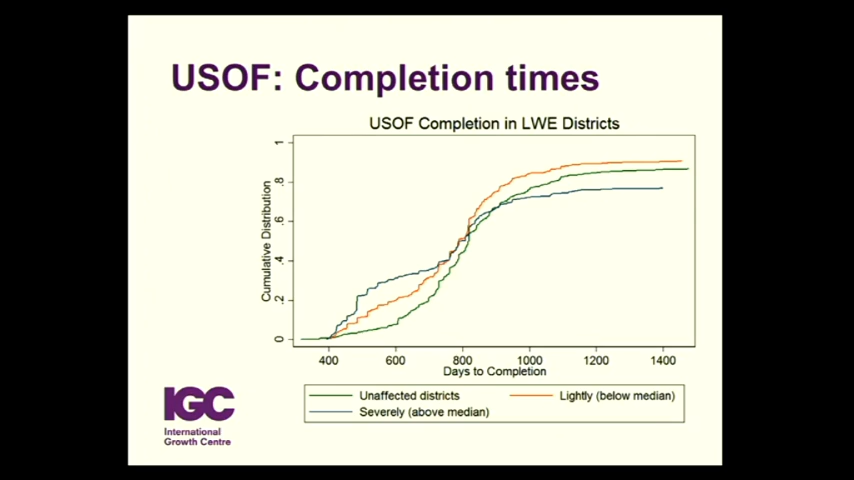 USOF: Completion times
USOF Completion in LWE Districts
Cumulative Distribution
1
.8
.6
.4
.2
0
400 600 800 1000 1200 1400
Days to Completion
Unaffected districts Lightly (below median)
Severely (above median)
IGC
International
Growth Centre